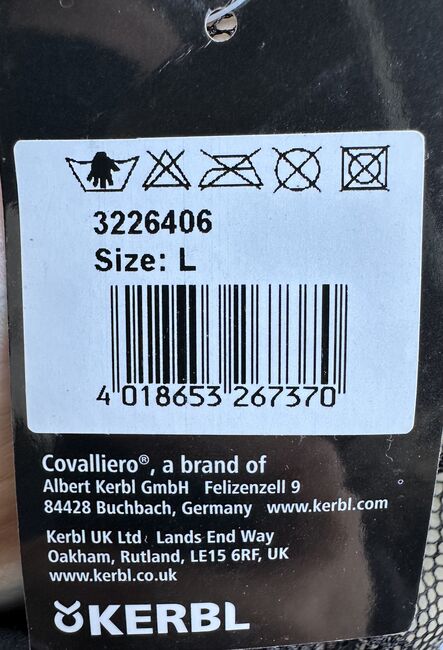 3226406
Size: L
4 018653 267370
Covalliero®, a brand of
Albert Kerbl GmbH Felizenzell 9
84428 Buchbach, Germany www.kerbl.com
Kerbl UK Ltd Lands End Way
Oakham, Rutland, LE15 6RF, UK
www.kerbl.co.uk
KERBL